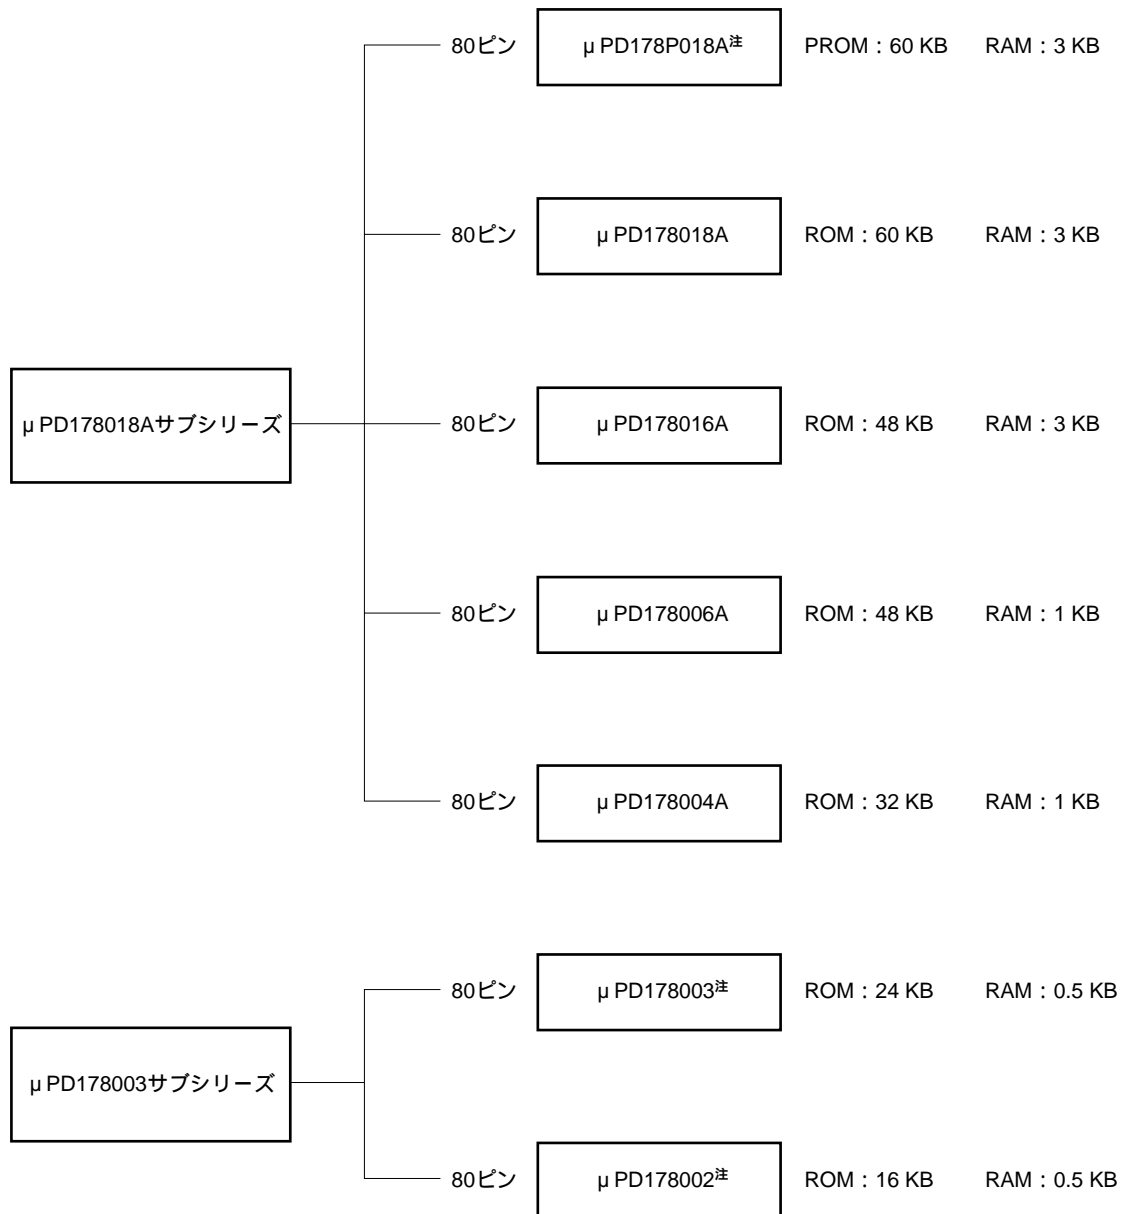 80ピン μPD178P018A注 PROM：60 KB RAM：3 KB
80ピン μPD178018A ROM：60 KB RAM：3 KB
μPD178018Aサブシリーズ 80ピン μPD178016A ROM：48 KB RAM：3 KB
80ピン μPD178006A ROM：48 KB RAM：1 KB
80ピン μPD178004A ROM：32 KB RAM：1 KB
80ピン μPD178003注 ROM：24 KB RAM：0.5 KB
μPD178003サブシリーズ
80ピン μPD178002注 ROM：16 KB RAM：0.5 KB